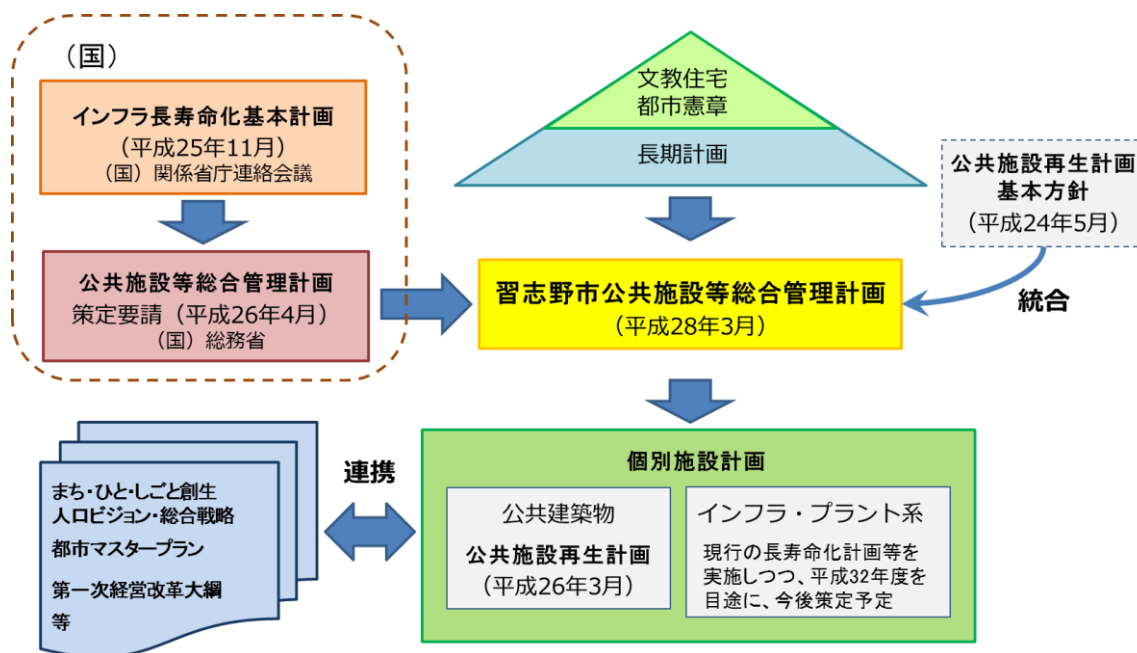 （国）
インフラ長寿命化基本計画
（平成25年11月）
（国）関係省庁連絡会議
公共施設等総合管理計画
策定要請（平成26年4月）
（国）総務省
文教住宅
都市憲章
長期計画
公共施設再生計画
基本方針
（平成24年5月）
統合
習志野市公共施設等総合管理計画
（平成28年3月）
まち・ひと・しごと創生
人口ビジョン・総合戦略
都市マスタープラン
第一次経営改革大綱
等
連携
個別施設計画
公共建築物
公共施設再生計画
（平成26年3月）
インフラ・プラント系
現行の長寿命化計画等を
実施しつつ、平成32年度を
目途に、今後策定予定